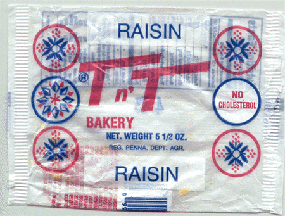 RAISIN
T n' T
®
NO
CHOLESTEROL
BAKERY
NET. WEIGHT 5 1/2 OZ.
REG. PENNA. DEPT. AGR.
RAISIN